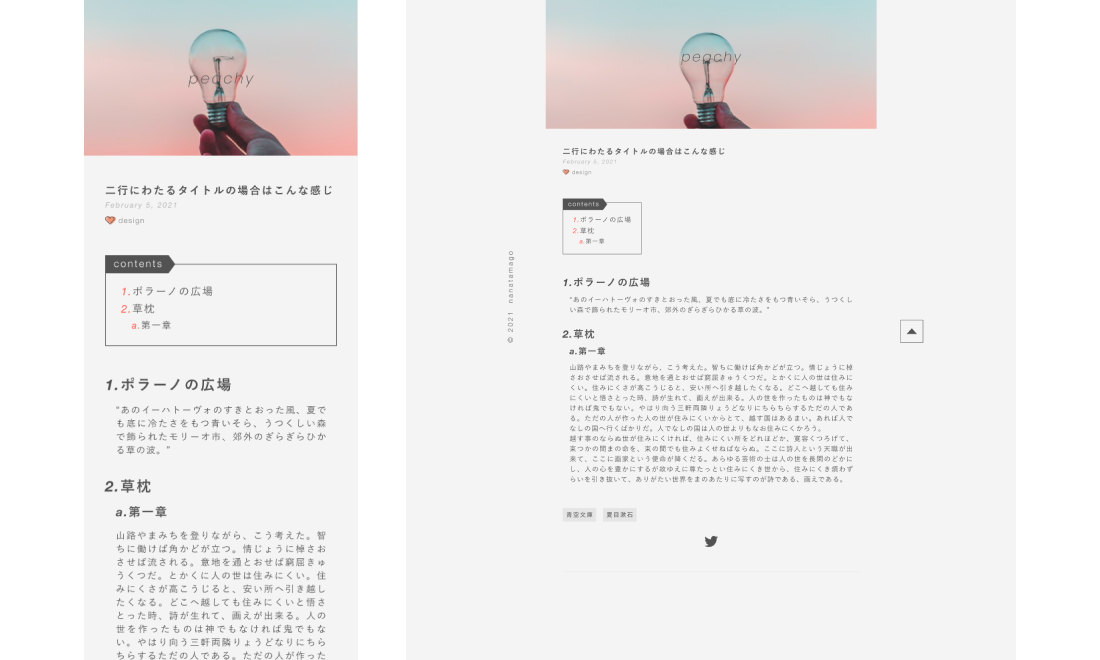 peachy
二行にわたるタイトルの場合はこんな感じ
February 5, 2021
design
contents
1.ポラーノの広場
2.草枕
a.第一章
1.ポラーノの広場
“あのイーハトーヴォのすきとおった風、夏で
も底に冷たさをもつ青いそら、うつくしい森
で飾られたモリーオ市、郊外のぎらぎらひか
る草の波。”
2.草枕
a.第一章
山路やまみちを登りながら、こう考えた。智
ちに働けば角かどが立つ。情じょうに棹さお
させば流される。意地を通とおせば窮屈きゅ
うくつだ。とかくに人の世は住みにくい。住
みにくさが高こうじると、安い所へ引き越し
たくなる。どこへ越しても住みにくいと悟さ
とった時、詩が生れて、画えが出来る。人の
世を作ったものは神でもなければ鬼でもな
い。やはり向う三軒両隣りょうどなりにちら
ちらするただの人である。ただの人が作った
peachy
二行にわたるタイトルの場合はこんな感じ
February 5, 2021
design
contents
1.ポラーノの広場
2.草枕
a.第一章
1.ポラーノの広場
“あのイーハトーヴォのすきとおった風、夏でも底に冷たさをもつ青いそら、うつくし
い森で飾られたモリーオ市、郊外のぎらぎらひかる草の波。”
2.草枕
a.第一章
山路やまみちを登りながら、こう考えた。智ちに働けば角かどが立つ。情じょうに棹
さおさせば流される。意地を通とおせば窮屈きゅうくつだ。とかくに人の世は住みに
くい。住みにくさが高こうじると、安い所へ引き越したくなる。どこへ越しても住み
にくいと悟さとった時、詩が生れて、画えが出来る。人の世を作ったものは神でもな
ければ鬼でもない。やはり向う三軒両隣りょうどなりにちらちらするただの人であ
る。ただの人が作った人の世が住みにくいからとて、越す国はあるまい。あれば人で
なしの国へ行くばかりだ。人でなしの国は人の世よりもなお住みにくかろう。
越す事のならぬ世が住みにくければ、住みにくい所をどれほどか、寛容くつろげて、
束つかの間まの命を、束の間でも住みよくせねばならぬ。ここに詩人という天職が出
来て、ここに画家という使命が降くだる。あらゆる芸術の士は人の世を長閑のどかに
し、人の心を豊かにするが故ゆえに尊たっとい住みにくき世から、住みにくき煩わず
らいを引き抜いて、ありがたい世界をまのあたりに写すのが詩である、画えである。
青空文庫
夏目漱石
© 2021 nanatamago